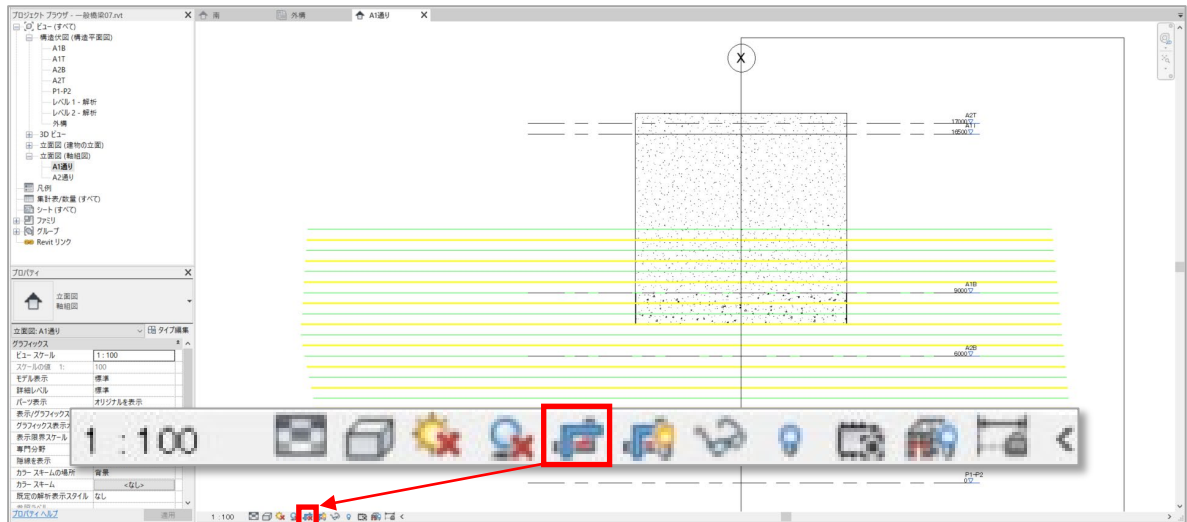 プロジェクト ブラウザ - 一般橋梁07.rvt
南
外構
A1通り
ビュー (すべて)
構造伏図 (構造平面図)
A1B
A1T
A2B
A2T
P1-P2
レベル 1 - 解析
レベル 2 - 解析
外構
3D ビュー
立面図 (建物の立面)
立面図 (軸組図)
A1通り
A2通り
凡例
集計表/数量 (すべて)
シート (すべて)
ファミリ
グループ
Revit リンク
プロパティ
立面図
軸組図
立面図: A1通り
タイプ編集
グラフィックス
ビュー スケール 1 : 100
スケールの値 1: 100
モデル表示 標準
詳細レベル 標準
パーツ表示 オリジナルを表示
表示/グラフィックス
グラフィックス表示
表示限界スケール
専門分野
陰線を表示
カラー スキームの場所 背景
カラー スキーム <なし>
既定の解析表示スタイル なし
プロパティ ヘルプ
適用
X
A2T
17000
A1T
16500
A1B
9000
A2B
6000
P1-P2
0
1 : 100
1 : 100